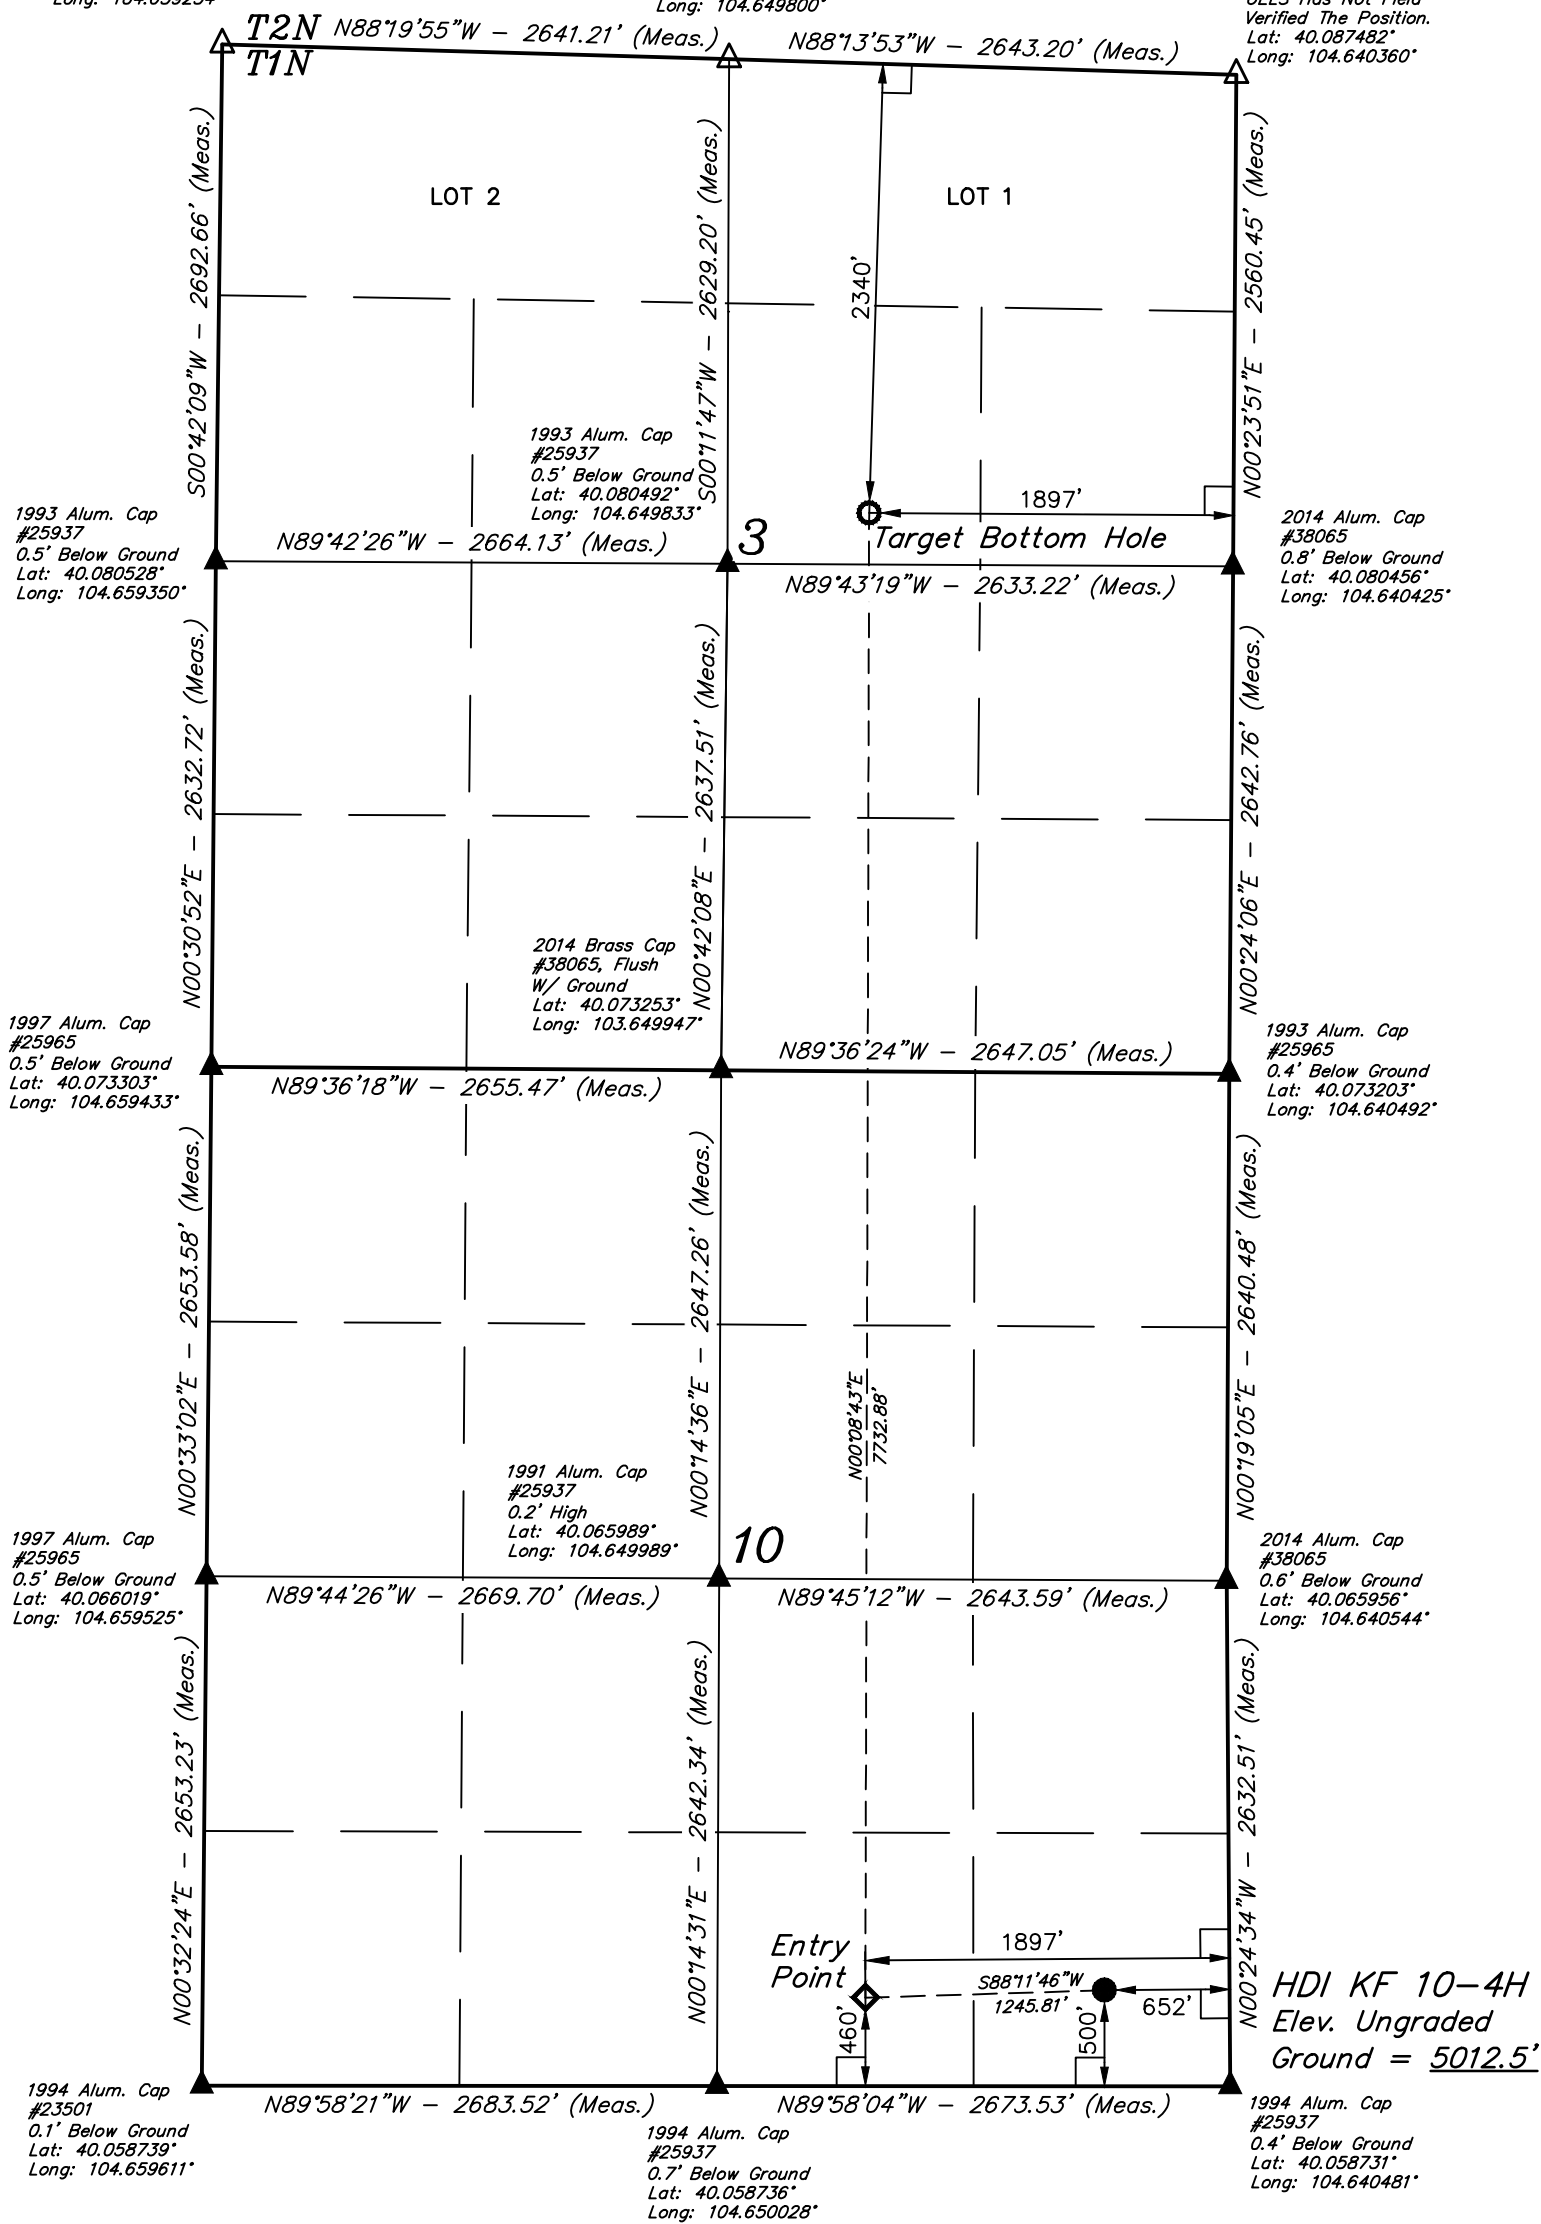 Long: 104.649800°
Verified The Position.
Lat: 40.087482°
Long: 104.640360°
T2N
T1N
N88°19'55"W - 2641.21' (Meas.)
N88°13'53"W - 2643.20' (Meas.)
S00°42'09"W - 2692.66' (Meas.)
LOT 2
S00°11'47"W - 2629.20' (Meas.)
LOT 1
2340'
N00°23'51"E - 2560.45' (Meas.)
1993 Alum. Cap
#25937
0.5' Below Ground
Lat: 40.080492°
Long: 104.649833°
1993 Alum. Cap
#25937
0.5' Below Ground
Lat: 40.080528°
Long: 104.659350°
N89°42'26"W - 2664.13' (Meas.)
3
1897'
Target Bottom Hole
N89°43'19"W - 2633.22' (Meas.)
2014 Alum. Cap
#38065
0.8' Below Ground
Lat: 40.080456°
Long: 104.640425°
N00°30'52"E - 2632.72' (Meas.)
N00°42'08"E - 2637.51' (Meas.)
N00°24'06"E - 2642.76' (Meas.)
2014 Brass Cap
#38065, Flush
W/ Ground
Lat: 40.073253°
Long: 103.649947°
1997 Alum. Cap
#25965
0.5' Below Ground
Lat: 40.073303°
Long: 104.659433°
N89°36'18"W - 2655.47' (Meas.)
N89°36'24"W - 2647.05' (Meas.)
1993 Alum. Cap
#25965
0.4' Below Ground
Lat: 40.073203°
Long: 104.640492°
N00°33'02"E - 2653.58' (Meas.)
N00°14'36"E - 2647.26' (Meas.)
N00°08'43"E
7732.88'
N00°19'05"E - 2640.48' (Meas.)
1991 Alum. Cap
#25937
0.2' High
Lat: 40.065989°
Long: 104.649989°
1997 Alum. Cap
#25965
0.5' Below Ground
Lat: 40.066019°
Long: 104.659525°
10
N89°44'26"W - 2669.70' (Meas.)
N89°45'12"W - 2643.59' (Meas.)
2014 Alum. Cap
#38065
0.6' Below Ground
Lat: 40.065956°
Long: 104.640544°
N00°32'24"E - 2653.23' (Meas.)
N00°14'31"E - 2642.34' (Meas.)
N00°24'34"W - 2632.51' (Meas.)
Entry
Point
1897'
S88°11'46"W
1245.81'
652'
460'
500'
HDI KF 10-4H
Elev. Ungraded
Ground = 5012.5'
N89°58'21"W - 2683.52' (Meas.)
N89°58'04"W - 2673.53' (Meas.)
1994 Alum. Cap
#23501
0.1' Below Ground
Lat: 40.058739°
Long: 104.659611°
1994 Alum. Cap
#25937
0.7' Below Ground
Lat: 40.058736°
Long: 104.650028°
1994 Alum. Cap
#25937
0.4' Below Ground
Lat: 40.058731°
Long: 104.640481°